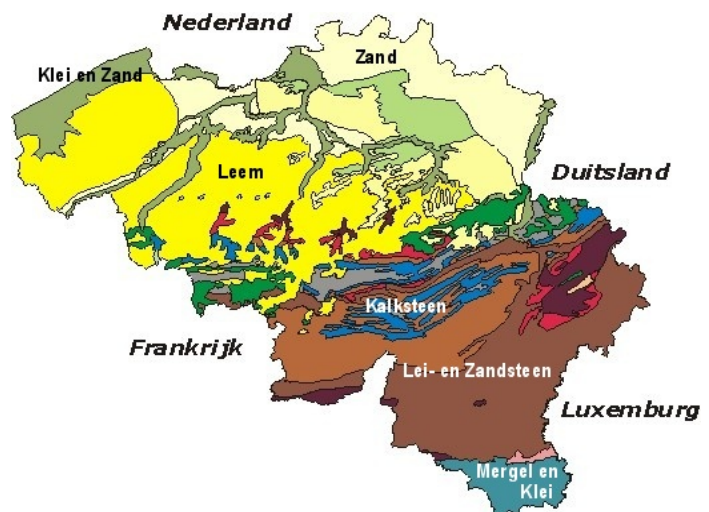 Nederland
Zand
Klei en Zand
Leem
Duitsland
Kalksteen
Frankrijk
Lei- en Zandsteen
Luxemburg
Mergel en
Klei